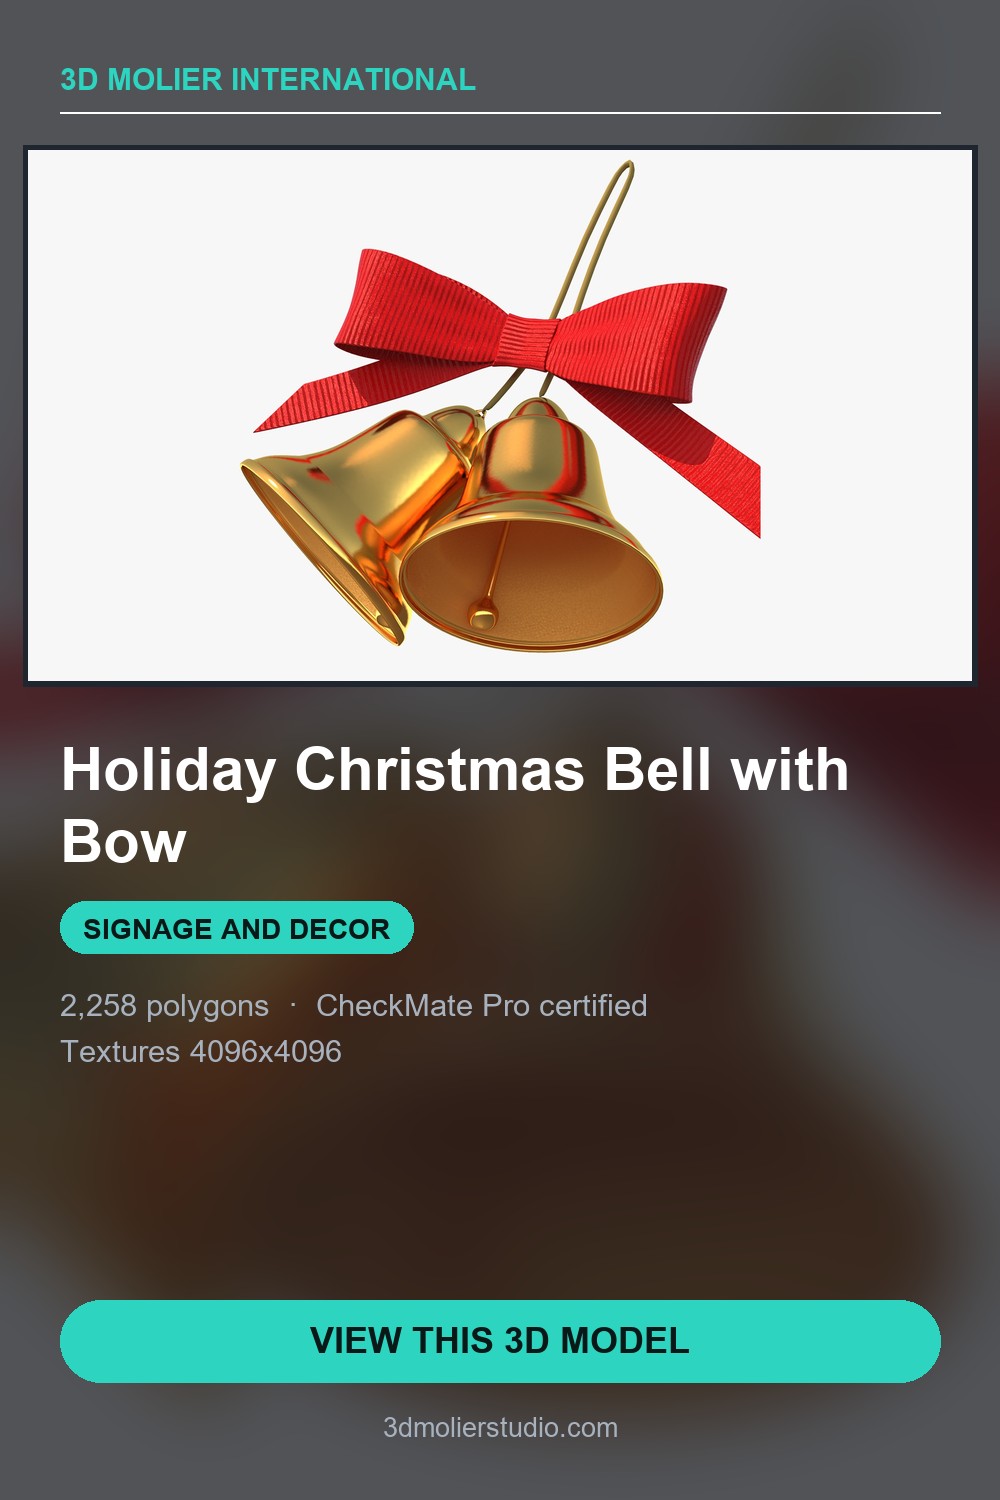 3D MOLIER INTERNATIONAL
Holiday Christmas Bell with
Bow
SIGNAGE AND DECOR
2,258 polygons · CheckMate Pro certified
Textures 4096x4096
VIEW THIS 3D MODEL
3dmolierstudio.com